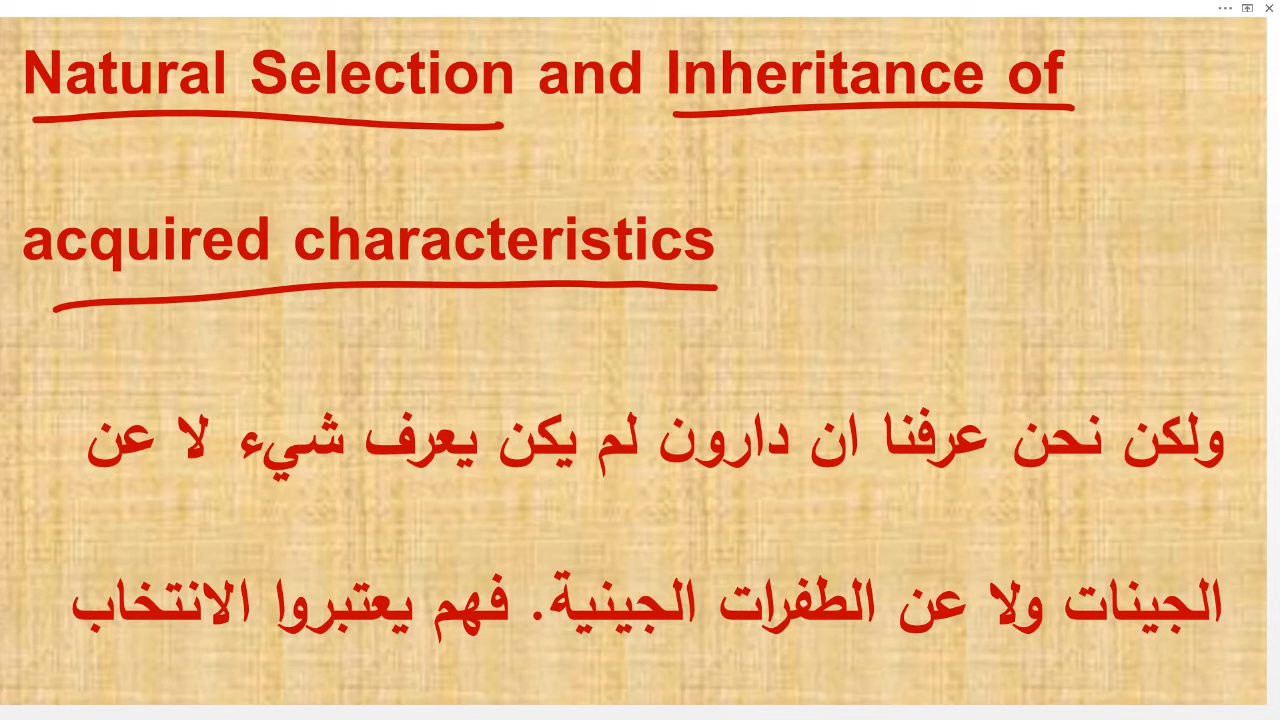 Natural Selection and Inheritance of
acquired characteristics
ولكن نحن عرفنا ان دارون لم يكن يعرف شيء لا عن
الجينات ولا عن الطفرات الجينية. فهم يعتبروا الانتخاب